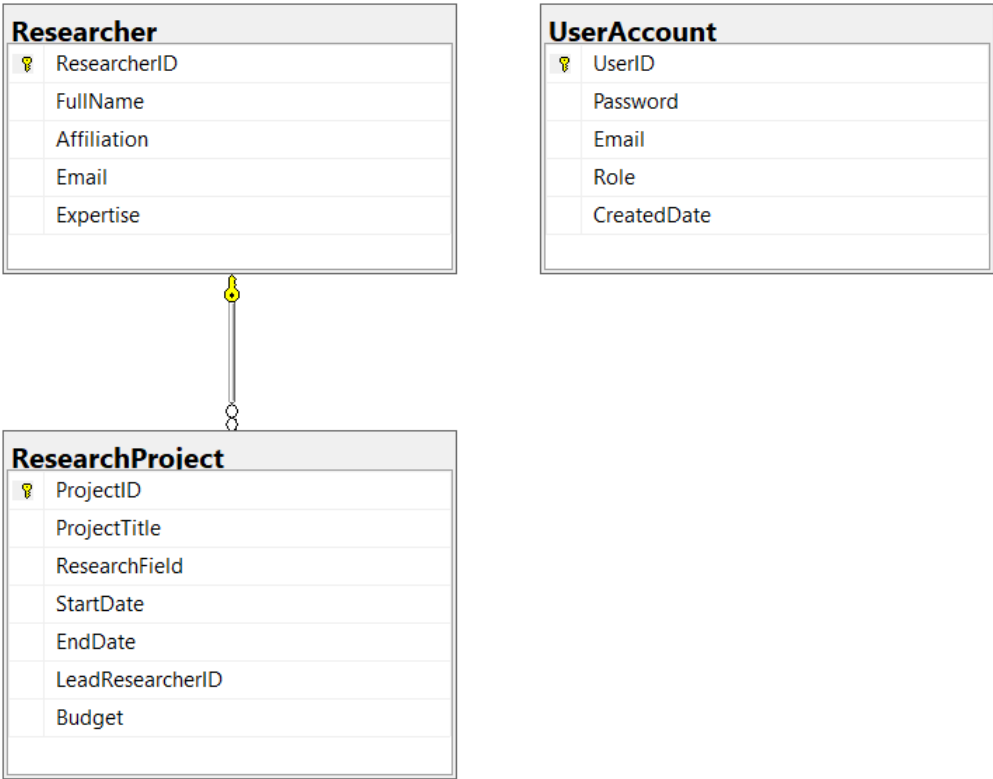 Researcher
ResearcherID
FullName
Affiliation
Email
Expertise
UserAccount
UserID
Password
Email
Role
CreatedDate
ResearchProject
ProjectID
ProjectTitle
ResearchField
StartDate
EndDate
LeadResearcherID
Budget